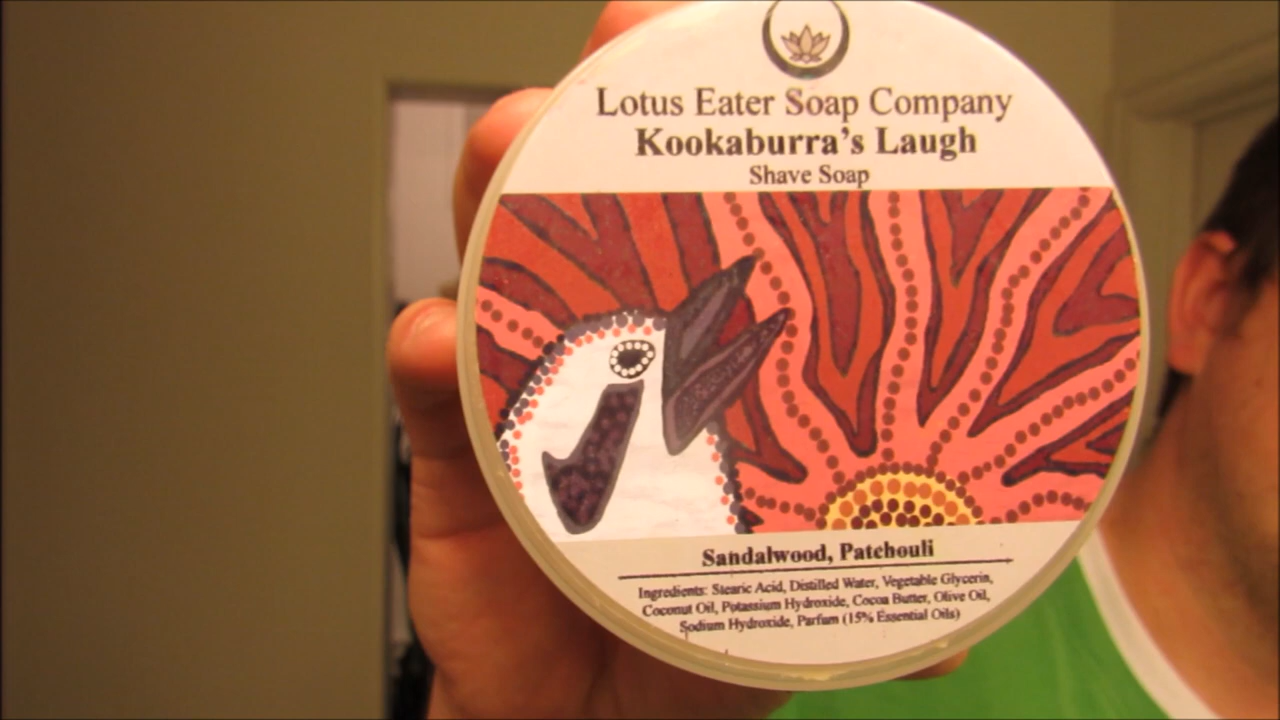 Lotus Eater Soap Company
Kookaburra's Laugh
Shave Soap
Sandalwood, Patchouli
Ingredients: Stearic Acid, Distilled Water, Vegetable Glycerin,
Coconut Oil, Potassium Hydroxide, Cocoa Butter, Olive Oil,
Sodium Hydroxide, Parfum (15% Essential Oils)